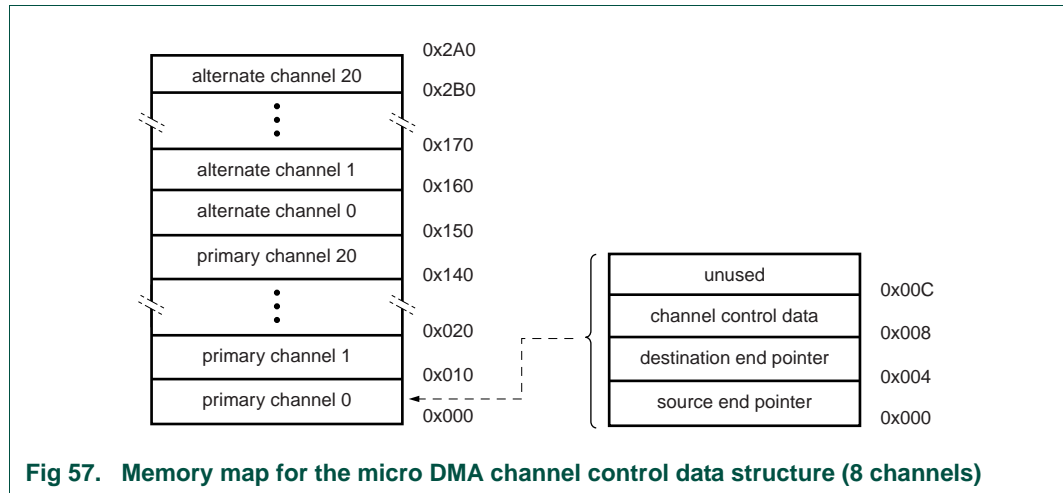 0x2A0
alternate channel 20
0x2B0
0x170
alternate channel 1
0x160
alternate channel 0
0x150
primary channel 20
0x140
0x020
primary channel 1
0x010
primary channel 0
0x000
unused
0x00C
channel control data
0x008
destination end pointer
0x004
source end pointer
0x000
Fig 57. Memory map for the micro DMA channel control data structure (8 channels)